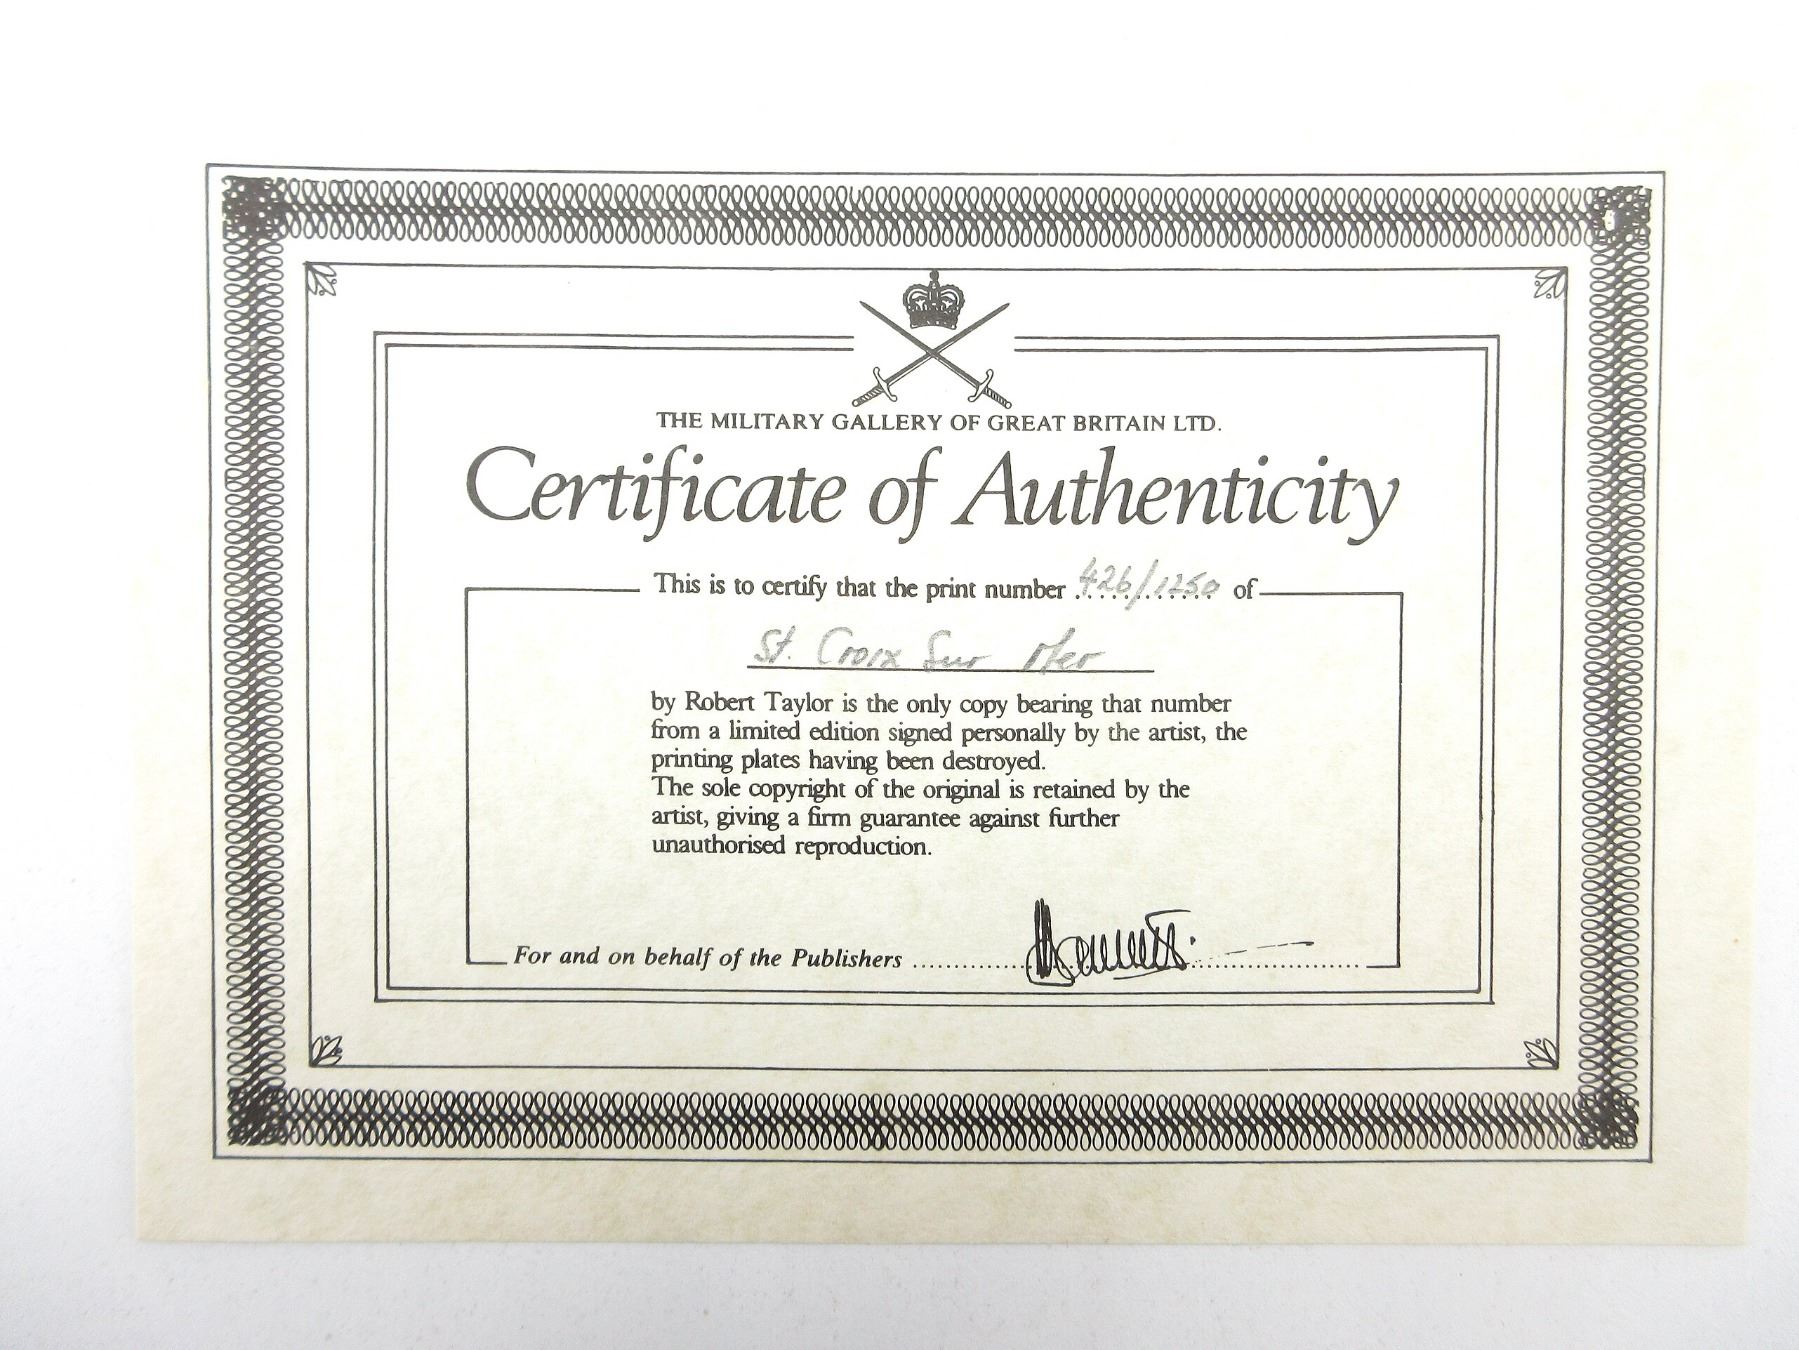 THE MILITARY GALLERY OF GREAT BRITAIN LTD.
Certificate of Authenticity
This is to certify that the print number 426/1250 of
St. Croix Sur Mer
by Robert Taylor is the only copy bearing that number
from a limited edition signed personally by the artist, the
printing plates having been destroyed.
The sole copyright of the original is retained by the
artist, giving a firm guarantee against further
unauthorised reproduction.
For and on behalf of the Publishers